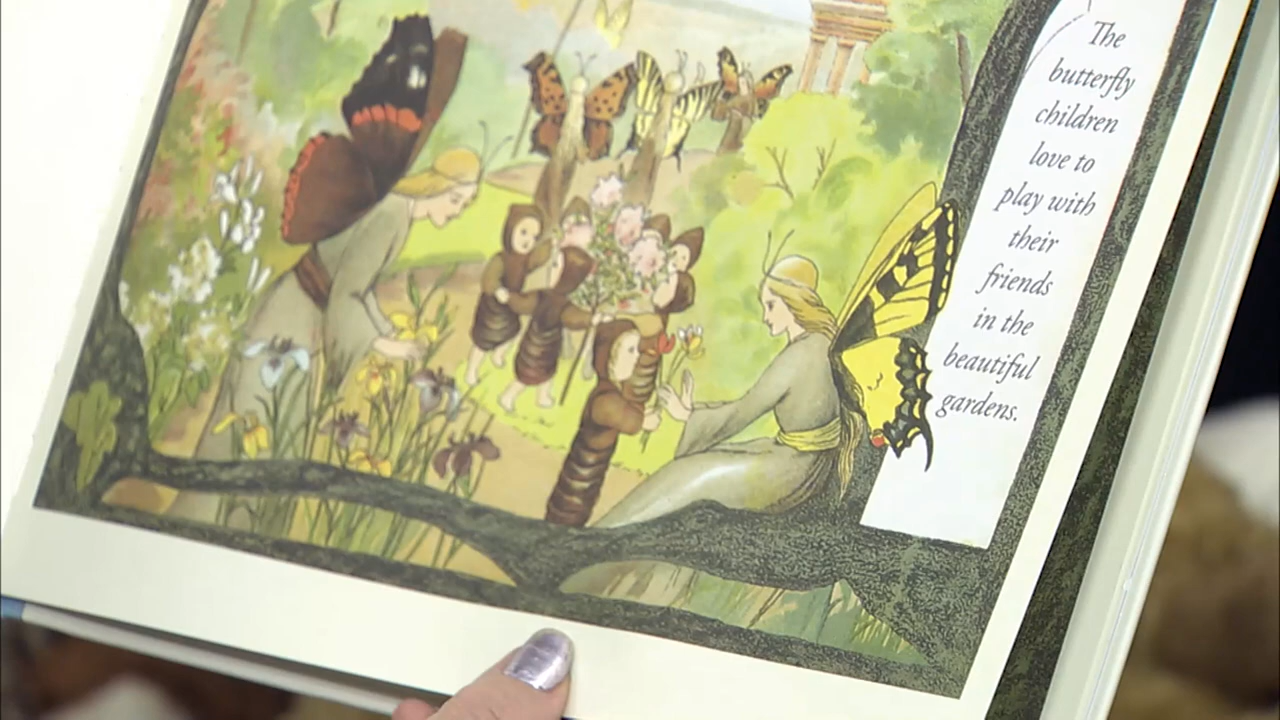 The
butterfly
children
love to
play with
their
friends
in the
beautiful
gardens.